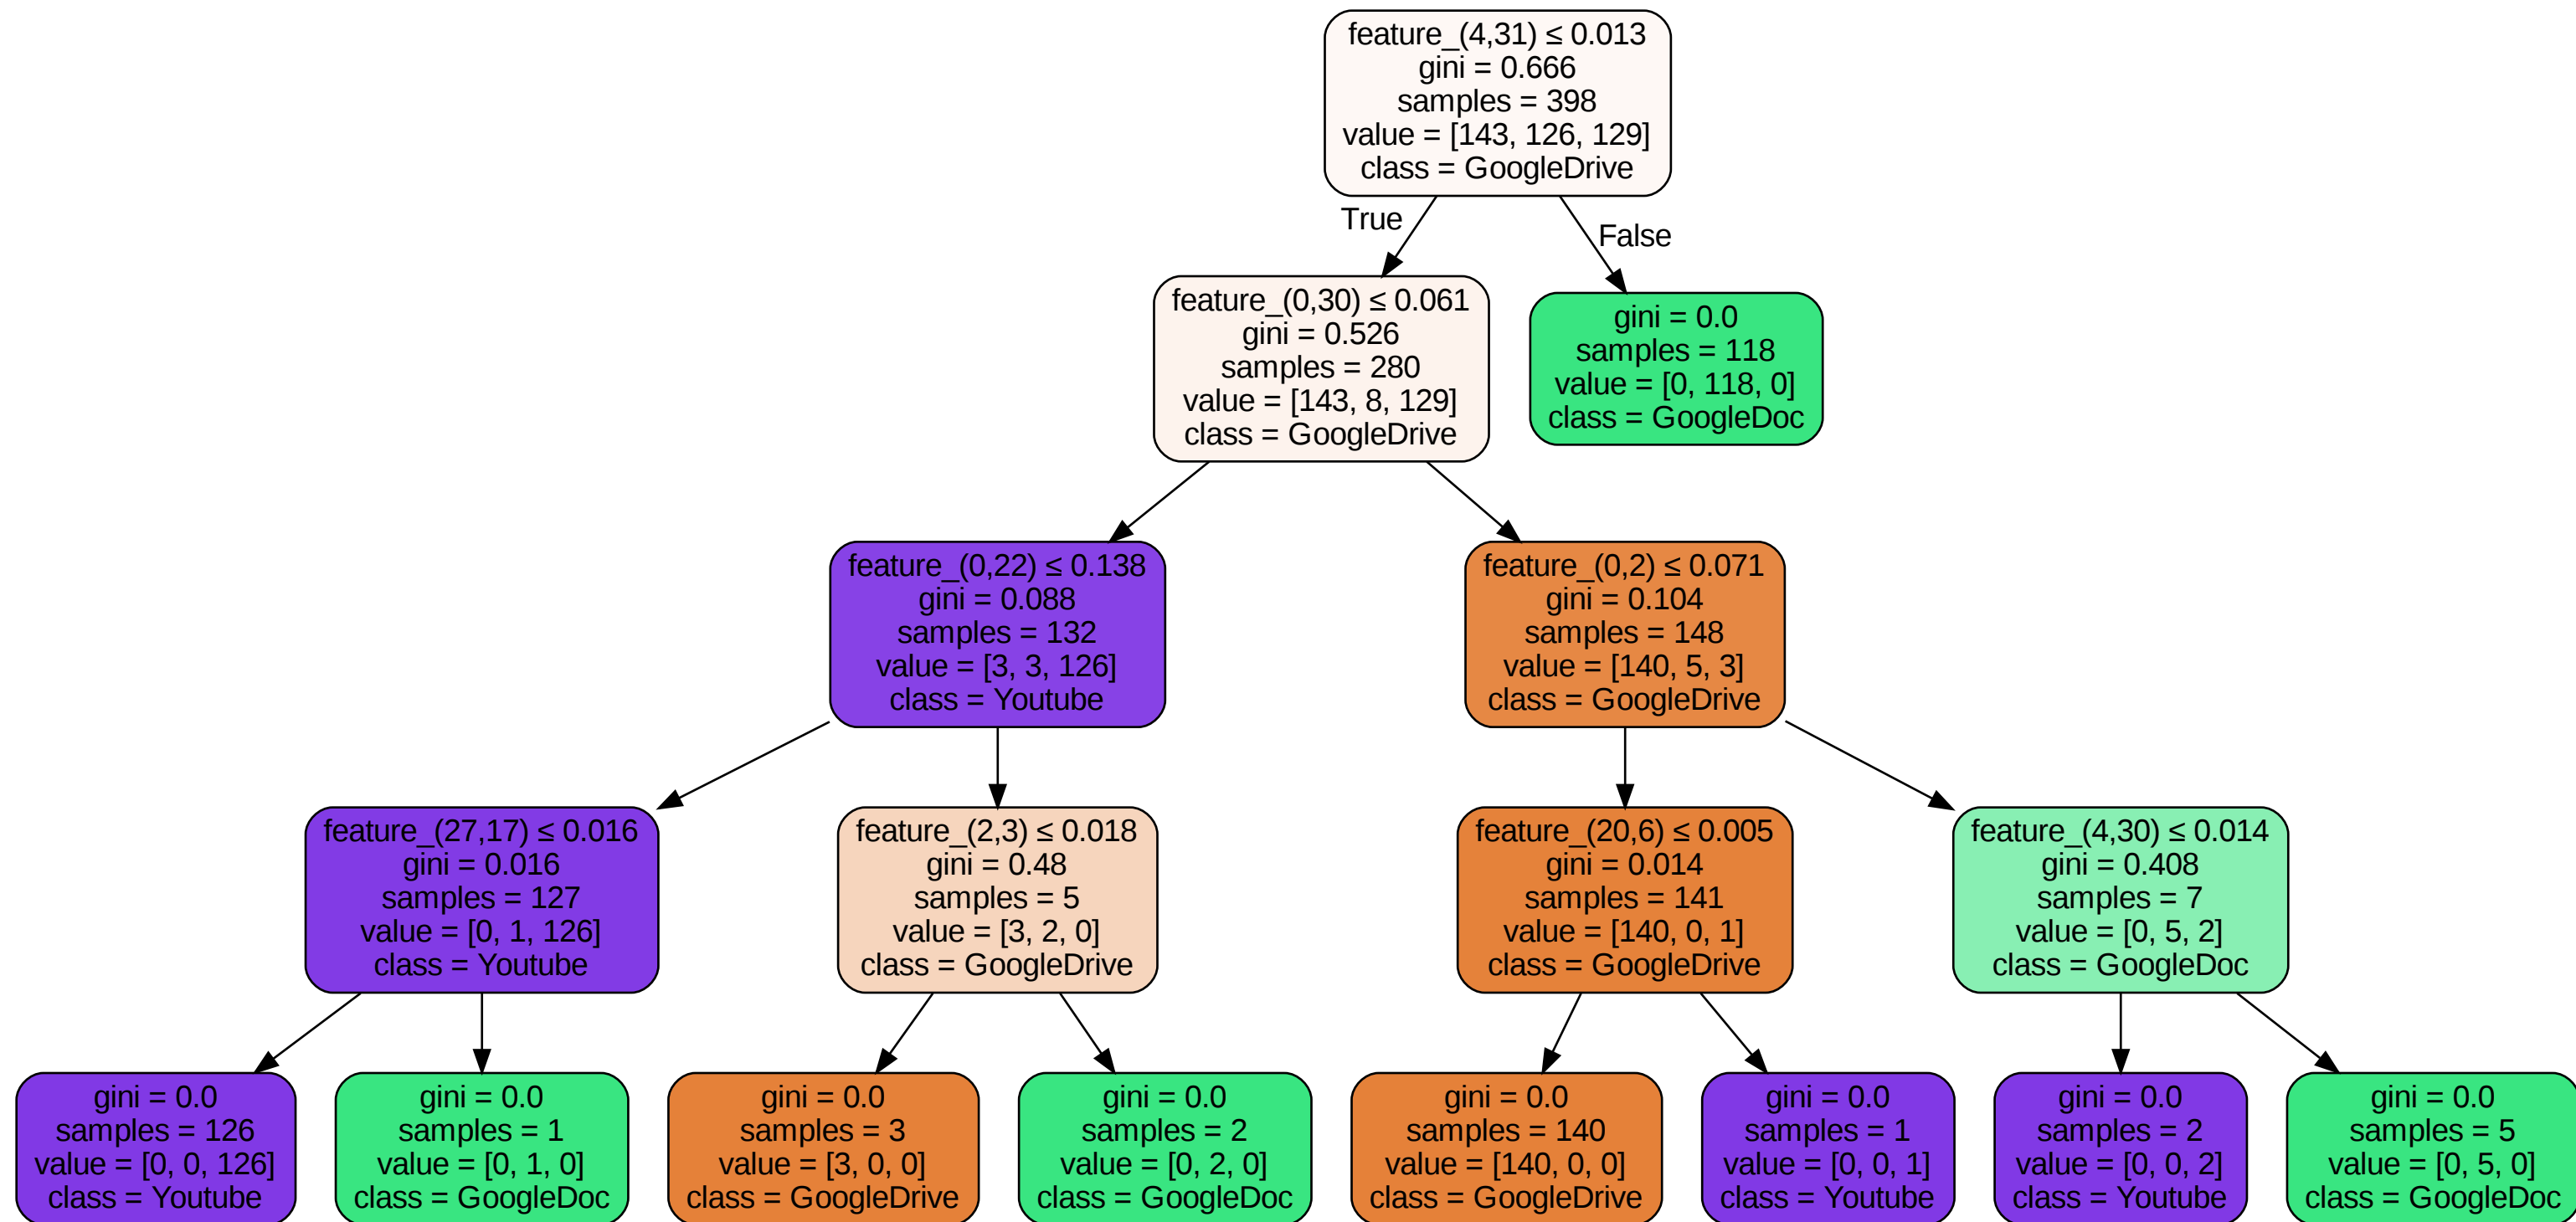 feature_(4,31) ≤ 0.013
gini = 0.666
samples = 398
value = [143, 126, 129]
class = GoogleDrive
True
False
feature_(0,30) ≤ 0.061
gini = 0.526
samples = 280
value = [143, 8, 129]
class = GoogleDrive
gini = 0.0
samples = 118
value = [0, 118, 0]
class = GoogleDoc
feature_(0,22) ≤ 0.138
gini = 0.088
samples = 132
value = [3, 3, 126]
class = Youtube
feature_(0,2) ≤ 0.071
gini = 0.104
samples = 148
value = [140, 5, 3]
class = GoogleDrive
feature_(27,17) ≤ 0.016
gini = 0.016
samples = 127
value = [0, 1, 126]
class = Youtube
feature_(2,3) ≤ 0.018
gini = 0.48
samples = 5
value = [3, 2, 0]
class = GoogleDrive
feature_(20,6) ≤ 0.005
gini = 0.014
samples = 141
value = [140, 0, 1]
class = GoogleDrive
feature_(4,30) ≤ 0.014
gini = 0.408
samples = 7
value = [0, 5, 2]
class = GoogleDoc
gini = 0.0
samples = 126
value = [0, 0, 126]
class = Youtube
gini = 0.0
samples = 1
value = [0, 1, 0]
class = GoogleDoc
gini = 0.0
samples = 3
value = [3, 0, 0]
class = GoogleDrive
gini = 0.0
samples = 2
value = [0, 2, 0]
class = GoogleDoc
gini = 0.0
samples = 140
value = [140, 0, 0]
class = GoogleDrive
gini = 0.0
samples = 1
value = [0, 0, 1]
class = Youtube
gini = 0.0
samples = 2
value = [0, 0, 2]
class = Youtube
gini = 0.0
samples = 5
value = [0, 5, 0]
class = GoogleDoc